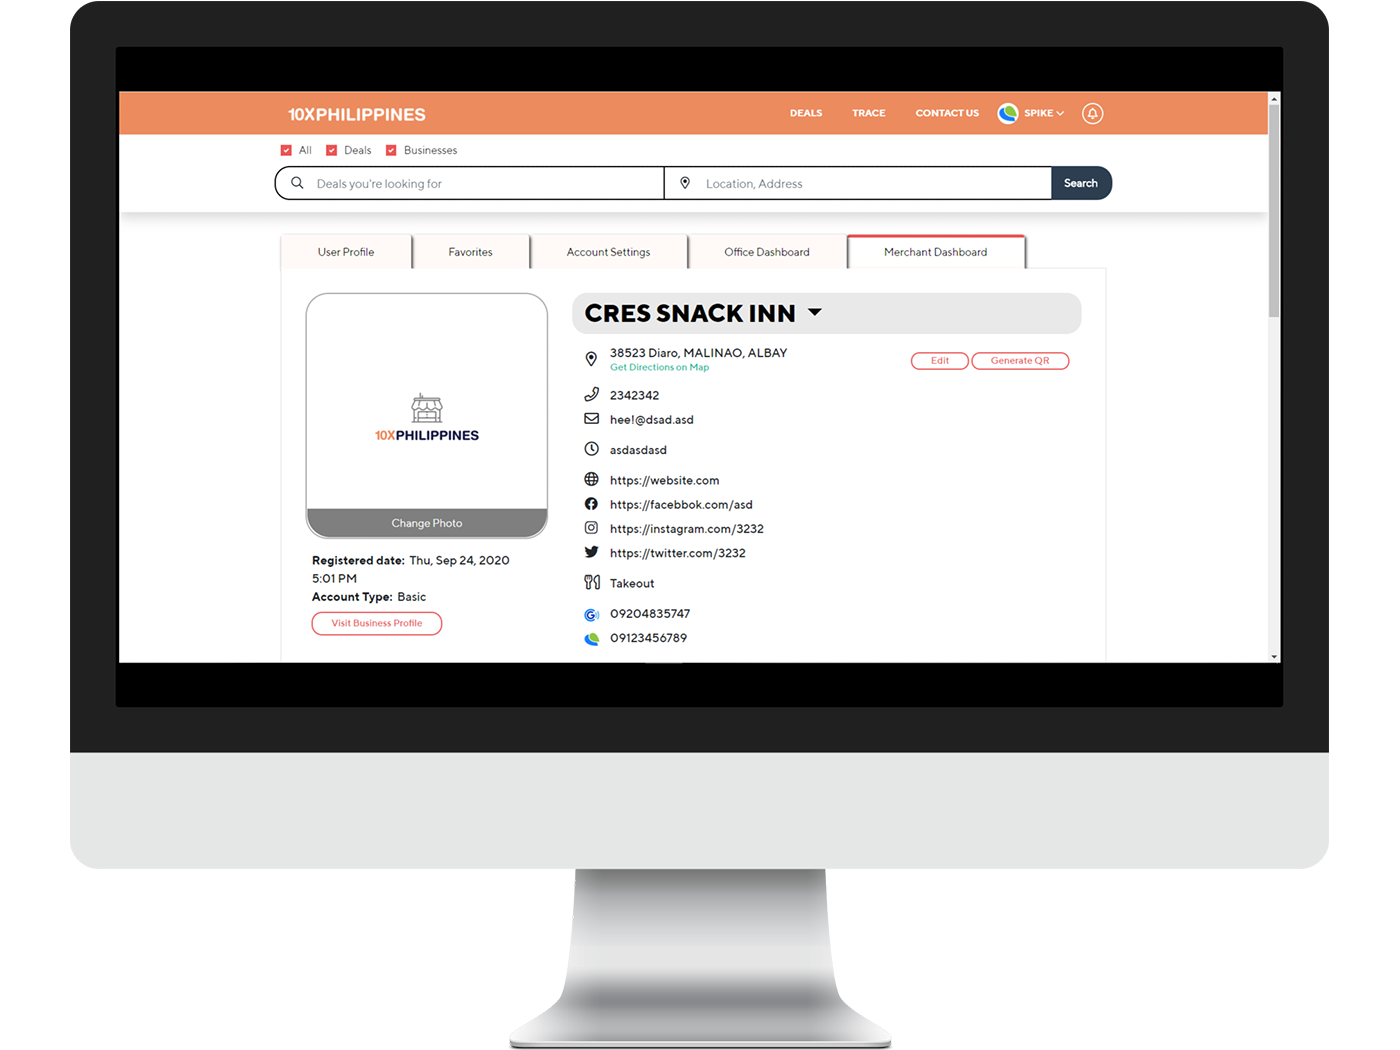 10XPHILIPPINES
DEALS TRACE CONTACT US SPIKE
All Deals Businesses
Deals you're looking for Location, Address Search
User Profile Favorites Account Settings Office Dashboard Merchant Dashboard
CRES SNACK INN
38523 Diaro, MALINAO, ALBAY
Get Directions on Map
Edit Generate QR
2342342
hee!@dsad.asd
asdasdasd
https://website.com
https://facebbok.com/asd
https://instagram.com/3232
https://twitter.com/3232
Takeout
09204835747
09123456789
10XPHILIPPINES
Change Photo
Registered date: Thu, Sep 24, 2020
5:01 PM
Account Type: Basic
Visit Business Profile